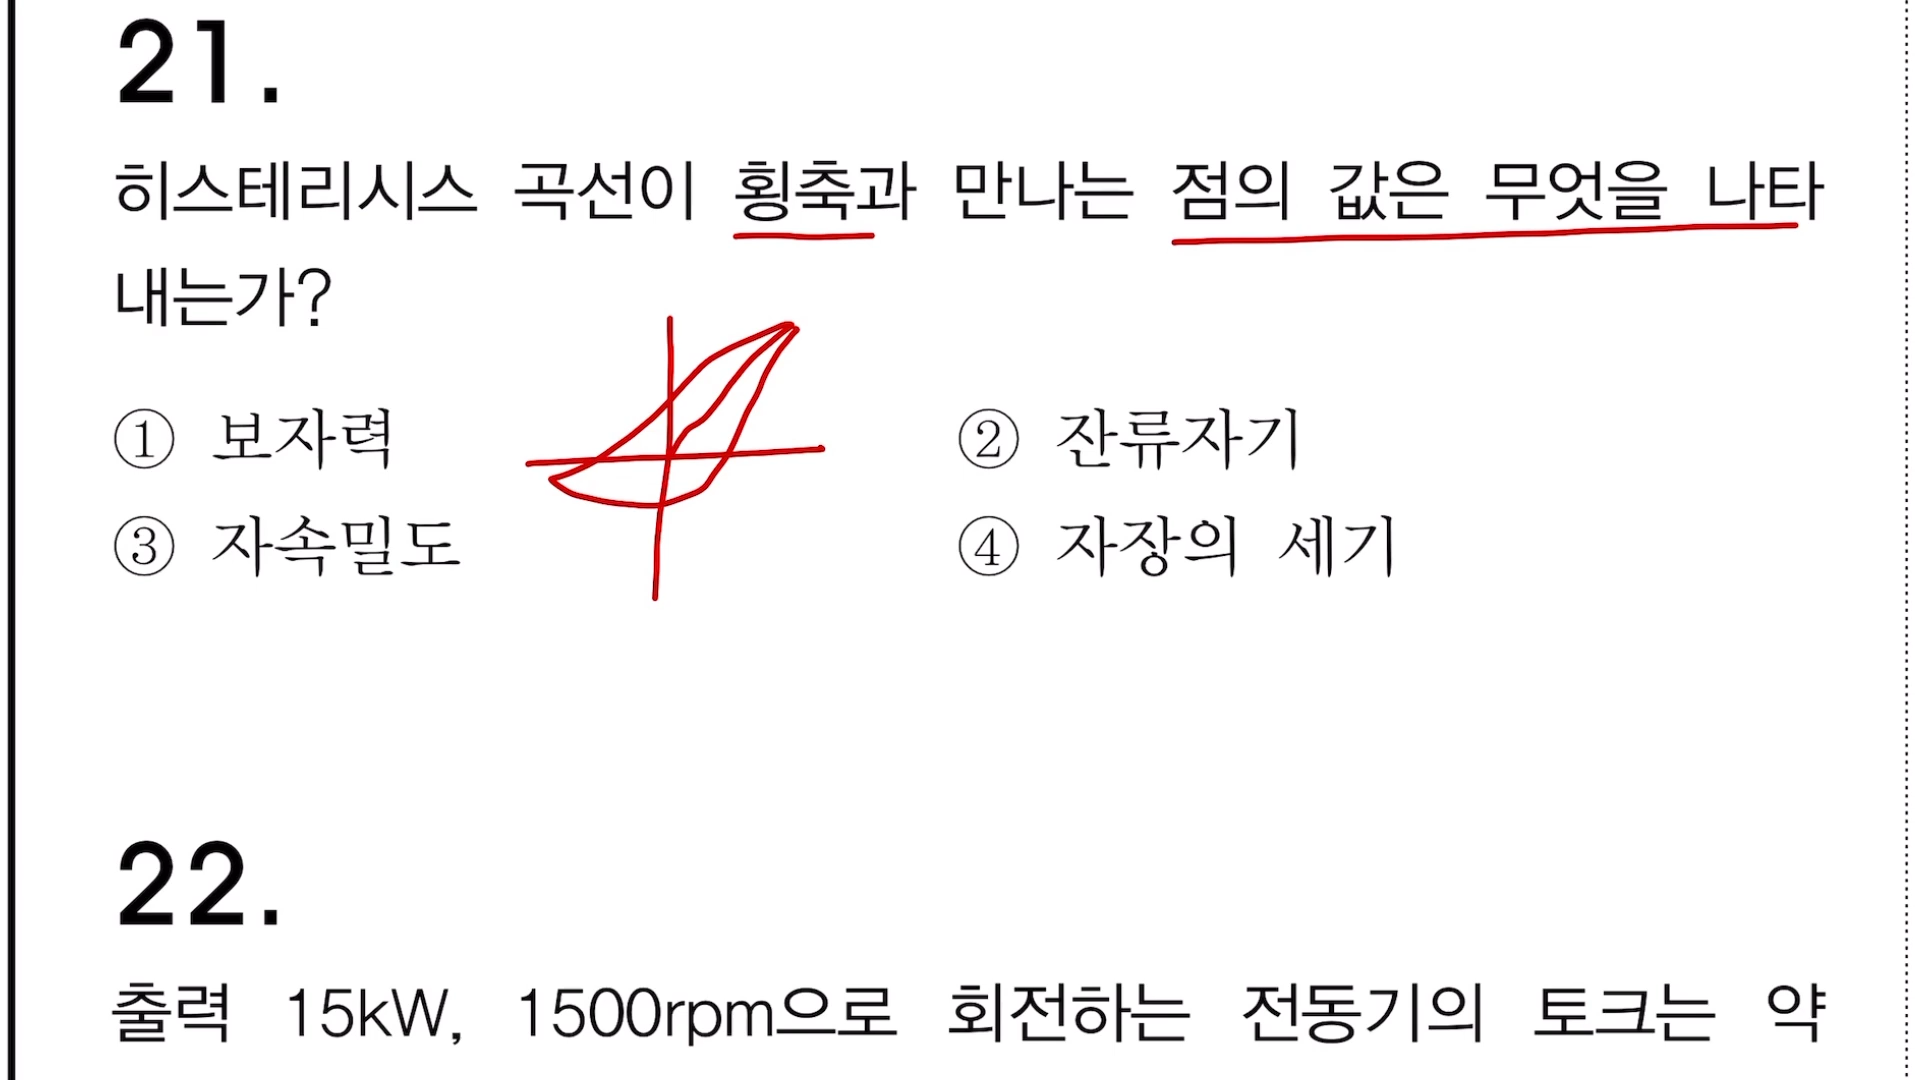 21.
히스테리시스 곡선이 횡축과 만나는 점의 값은 무엇을 나타
내는가?
① 보자력 ② 잔류자기
③ 자속밀도 ④ 자장의 세기
22.
출력 15kW, 1500rpm으로 회전하는 전동기의 토크는 약